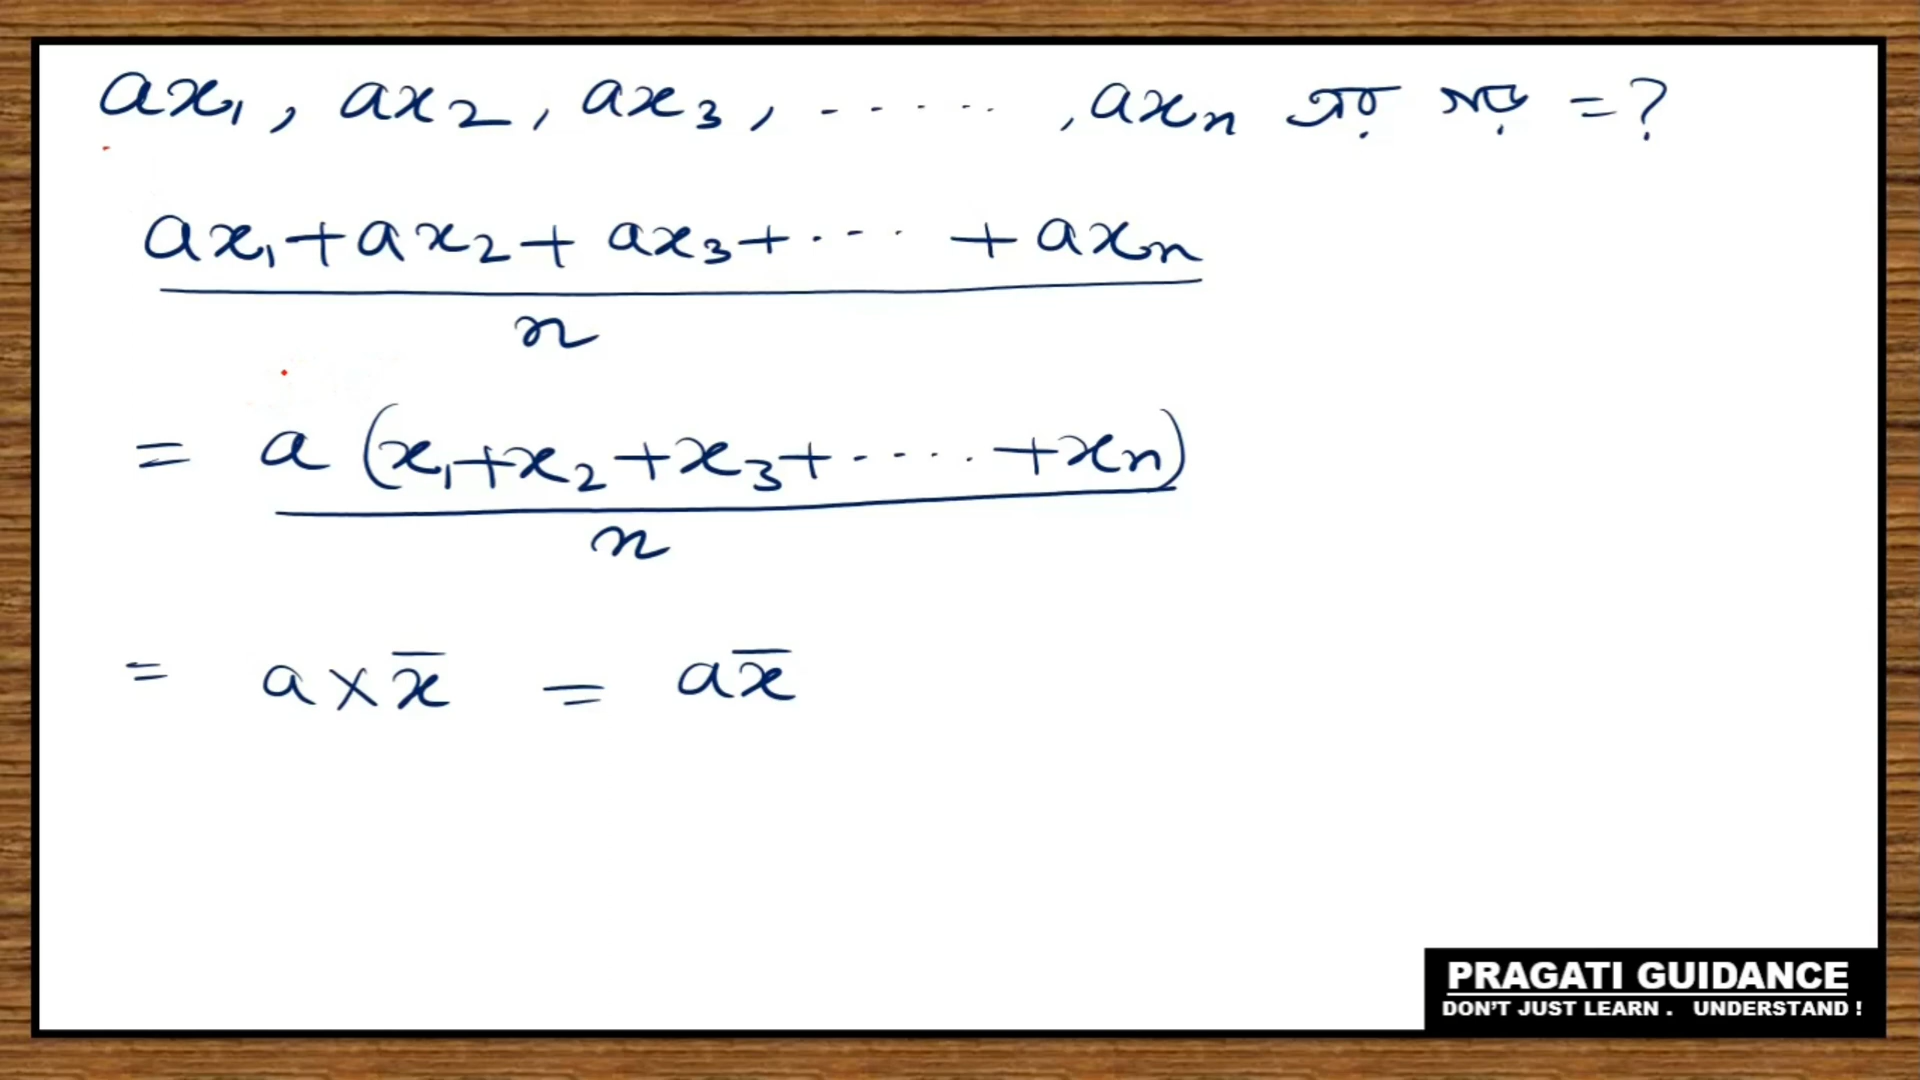 ax₁, ax₂, ax₃, ......, axₙ এর গড় = ?
ax₁ + ax₂ + ax₃ + .... + axₙ
n
= a (x₁ + x₂ + x₃ + ..... + xₙ)
n
= a × x̄ = ax̄
PRAGATI GUIDANCE
DON'T JUST LEARN . UNDERSTAND !